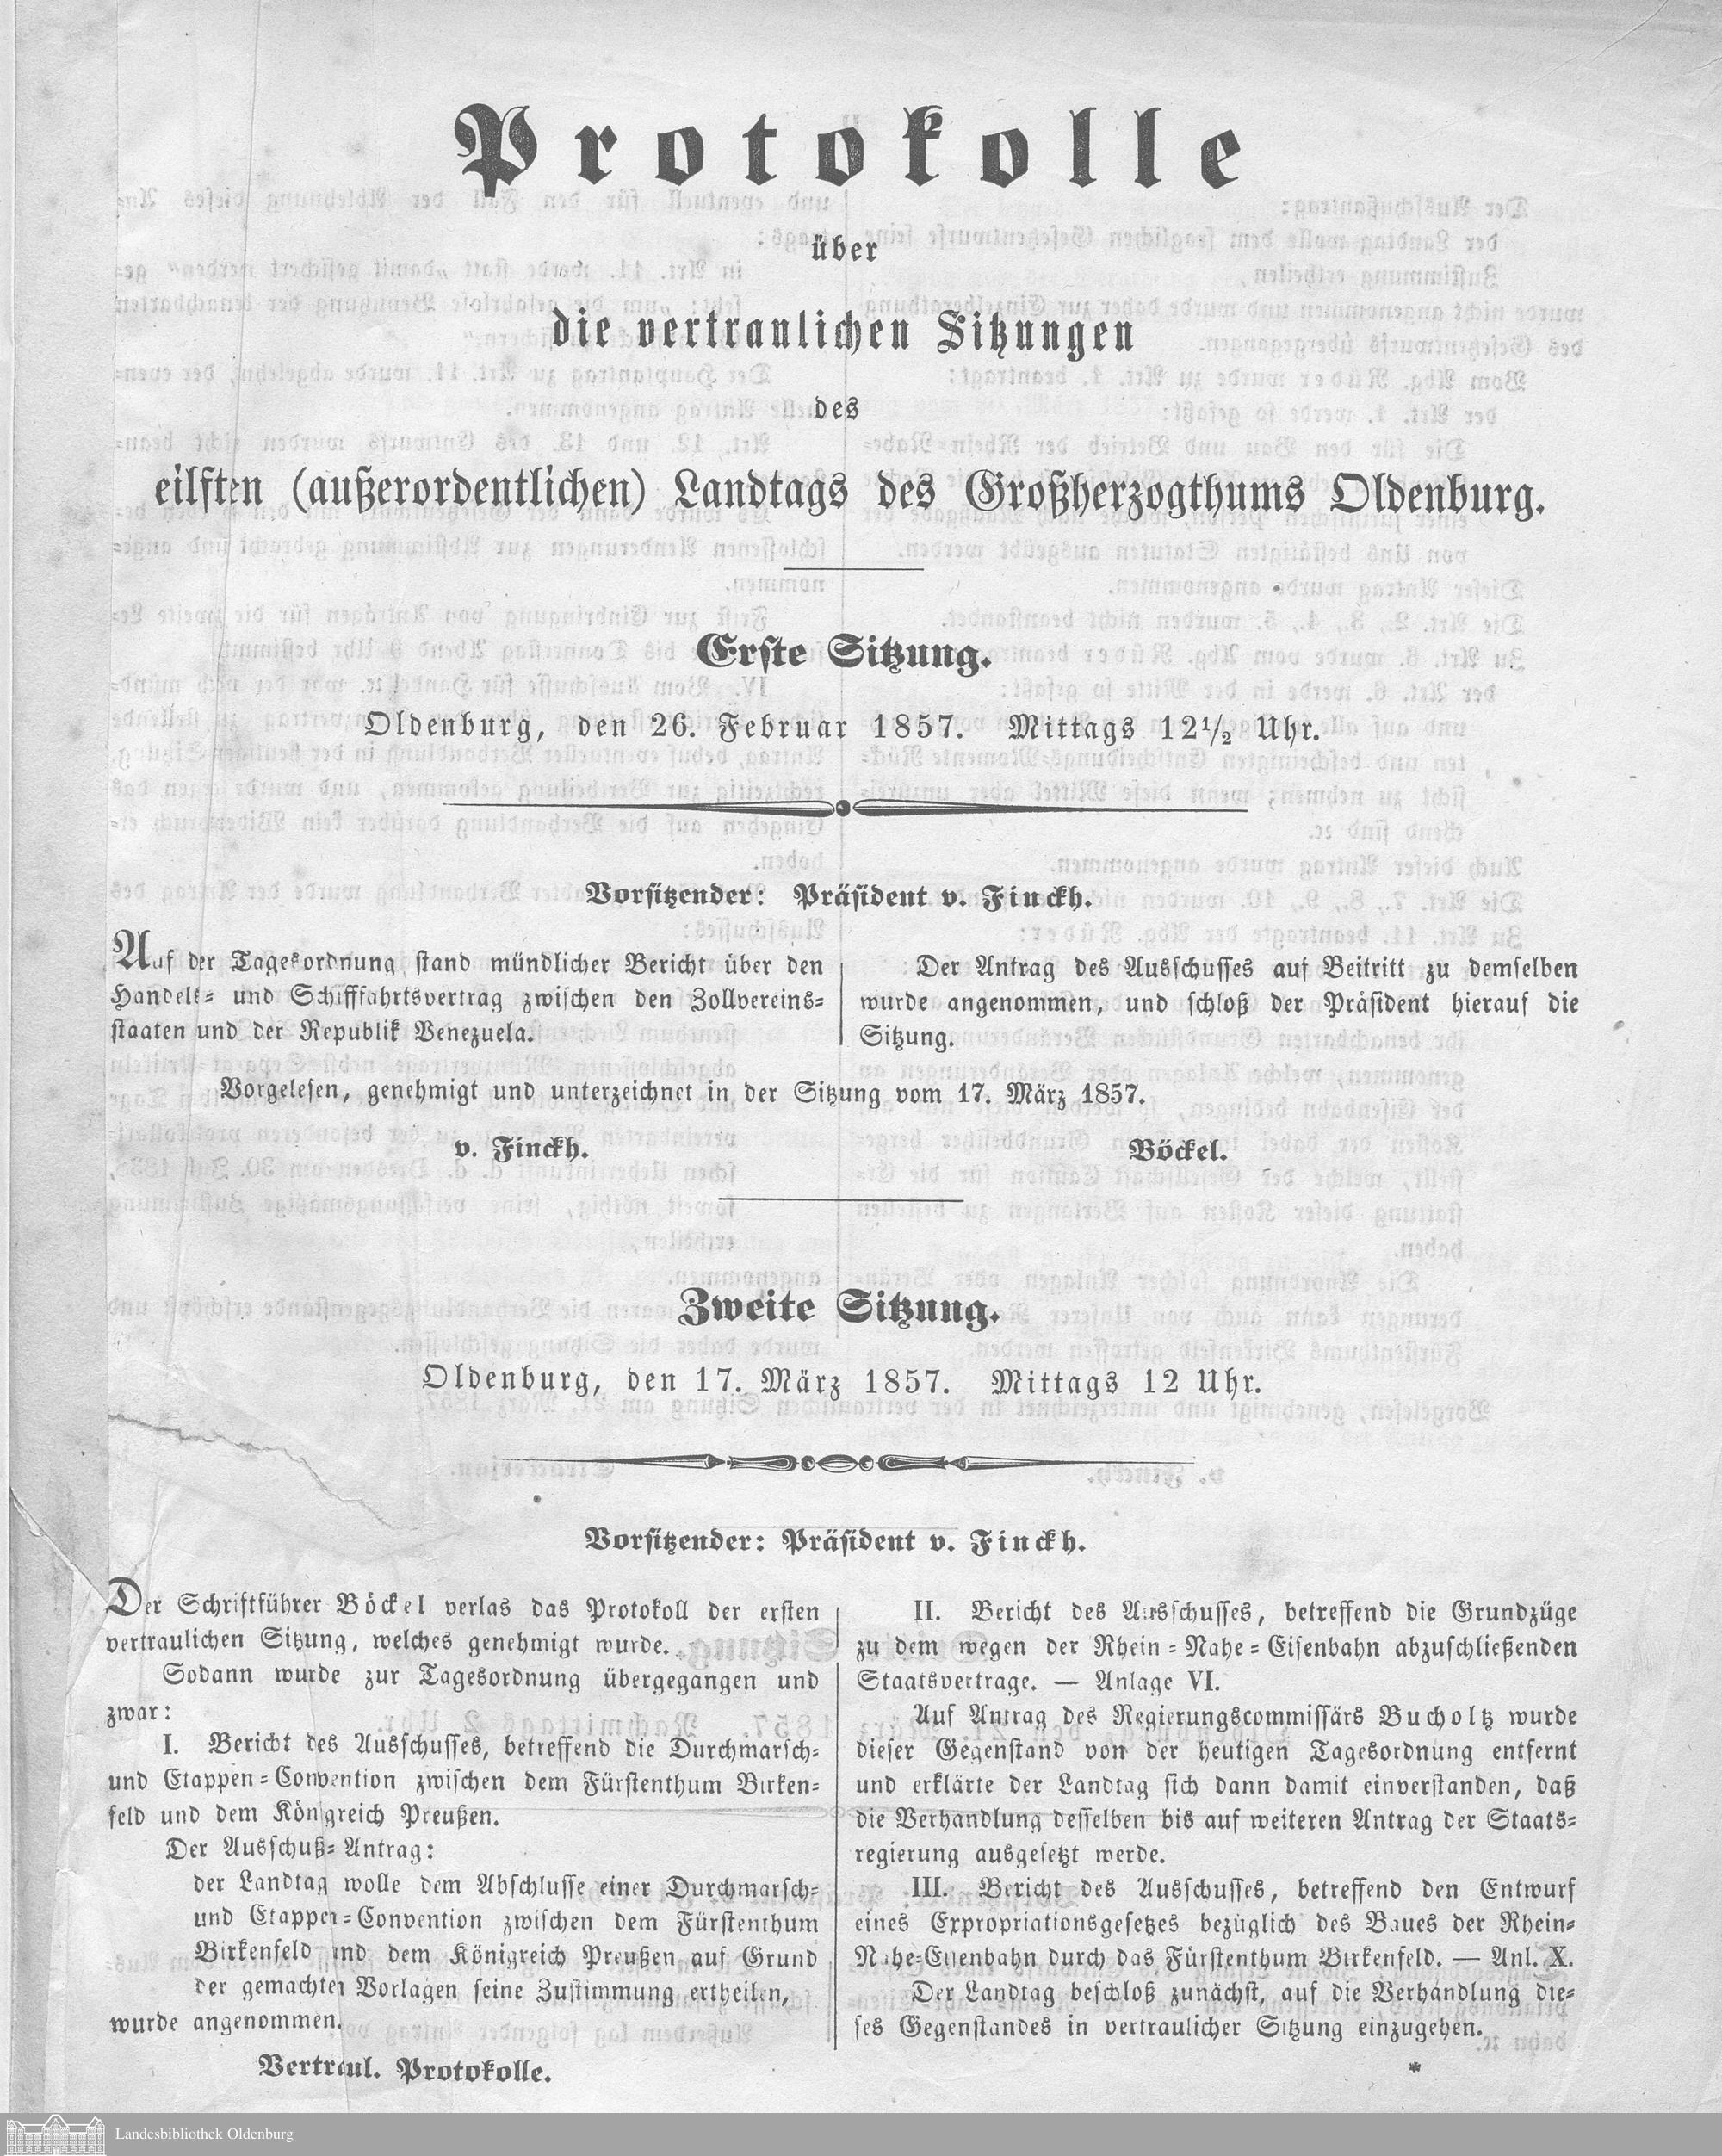 Protokolle
über
die vertraulichen Sitzungen
des
eilften (außerordentlichen) Landtags des Großherzogthums Oldenburg.
Erste Sitzung.
Oldenburg, den 26. Februar 1857. Mittags 12½ Uhr.
Vorsitzender: Präsident v. Finckh.
Auf der Tagesordnung stand mündlicher Bericht über den
Handels= und Schifffahrtsvertrag zwischen den Zollvereins=
staaten und der Republik Venezuela.
Der Antrag des Ausschusses auf Beitritt zu demselben
wurde angenommen, und schloß der Präsident hierauf die
Sitzung.
Vorgelesen, genehmigt und unterzeichnet in der Sitzung vom 17. März 1857.
v. Finckh. Böckel.
Zweite Sitzung.
Oldenburg, den 17. März 1857. Mittags 12 Uhr.
Vorsitzender: Präsident v. Finckh.
Der Schriftführer Böckel verlas das Protokoll der ersten
vertraulichen Sitzung, welches genehmigt wurde.
Sodann wurde zur Tagesordnung übergegangen und
zwar:
I. Bericht des Ausschusses, betreffend die Durchmarsch=
und Etappen=Convention zwischen dem Fürstenthum Birken=
feld und dem Königreich Preußen.
Der Ausschuß=Antrag:
der Landtag wolle dem Abschlusse einer Durchmarsch=
und Etappen=Convention zwischen dem Fürstenthum
Birkenfeld und dem Königreich Preußen auf Grund
der gemachten Vorlagen seine Zustimmung ertheilen,
wurde angenommen.
II. Bericht des Ausschusses, betreffend die Grundzüge
zu dem wegen der Rhein=Nahe=Eisenbahn abzuschließenden
Staatsvertrage. — Anlage VI.
Auf Antrag des Regierungscommissärs Bucholtz wurde
dieser Gegenstand von der heutigen Tagesordnung entfernt
und erklärte der Landtag sich dann damit einverstanden, daß
die Verhandlung desselben bis auf weiteren Antrag der Staats=
regierung ausgesetzt werde.
III. Bericht des Ausschusses, betreffend den Entwurf
eines Expropriationsgesetzes bezüglich des Baues der Rhein=
Nahe=Eisenbahn durch das Fürstenthum Birkenfeld. — Anl. X.
Der Landtag beschloß zunächst, auf die Verhandlung die=
ses Gegenstandes in vertraulicher Sitzung einzugehen.
Vertraul. Protokolle. *
Landesbibliothek Oldenburg